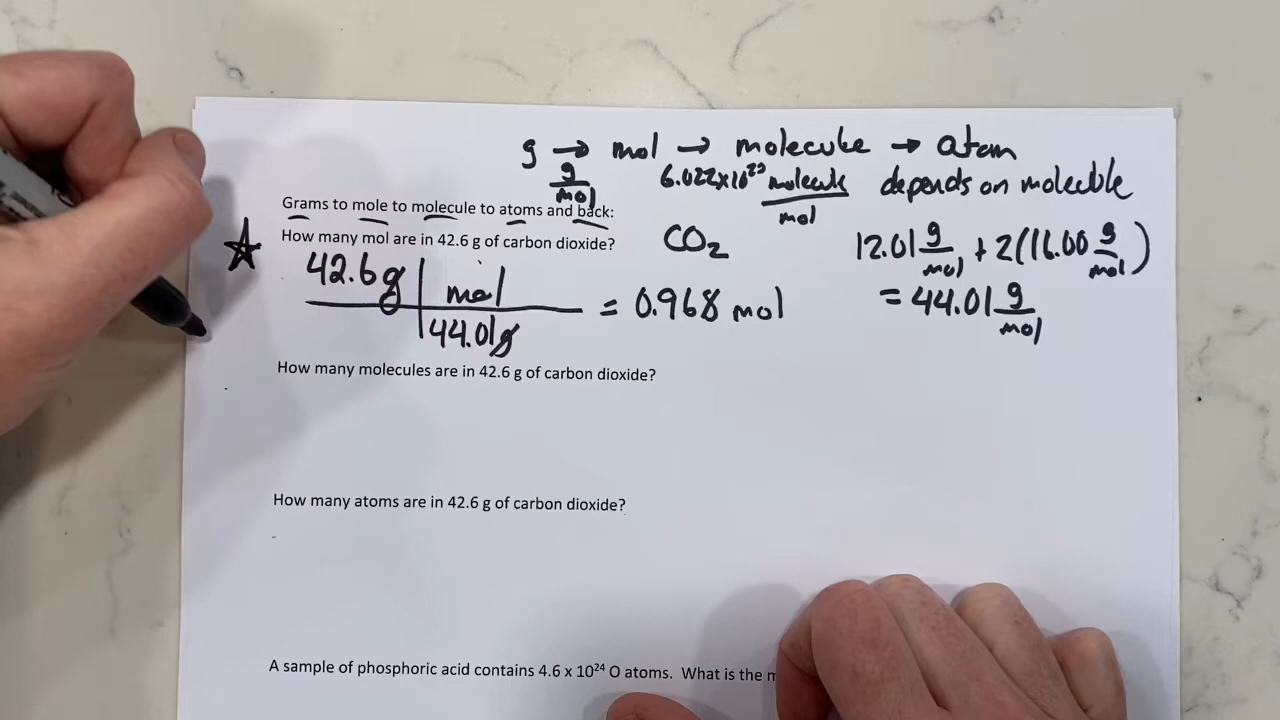 g → mol → molecule → atom
g/mol 6.022x10²³ molecule/mol depends on molecule
Grams to mole to molecule to atoms and back:
How many mol are in 42.6 g of carbon dioxide?
CO₂
12.01 g/mol + 2(16.00 g/mol)
= 44.01 g/mol
42.6g | mol
44.01g
= 0.968 mol
How many molecules are in 42.6 g of carbon dioxide?
How many atoms are in 42.6 g of carbon dioxide?
A sample of phosphoric acid contains 4.6 x 10²⁴ O atoms. What is the